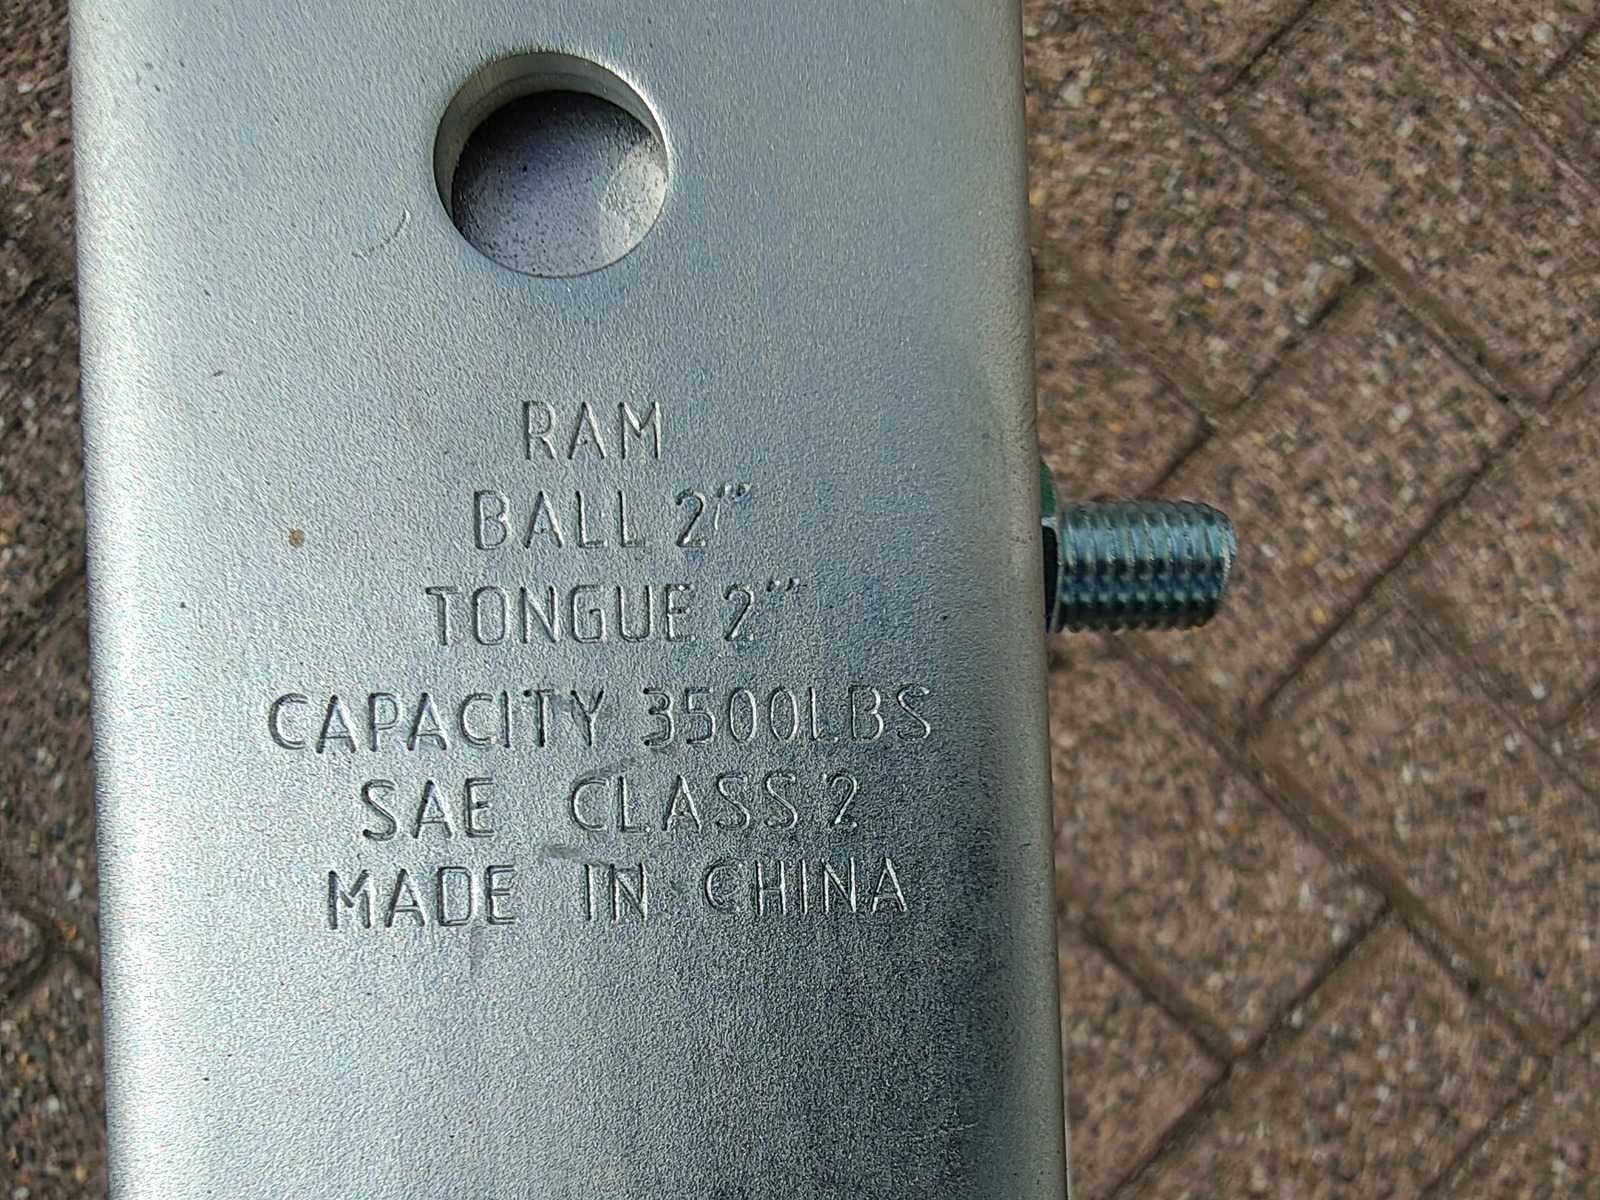 RAM
BALL 2"
TONGUE 2"
CAPACITY 3500LBS
SAE CLASS 2
MADE IN CHINA